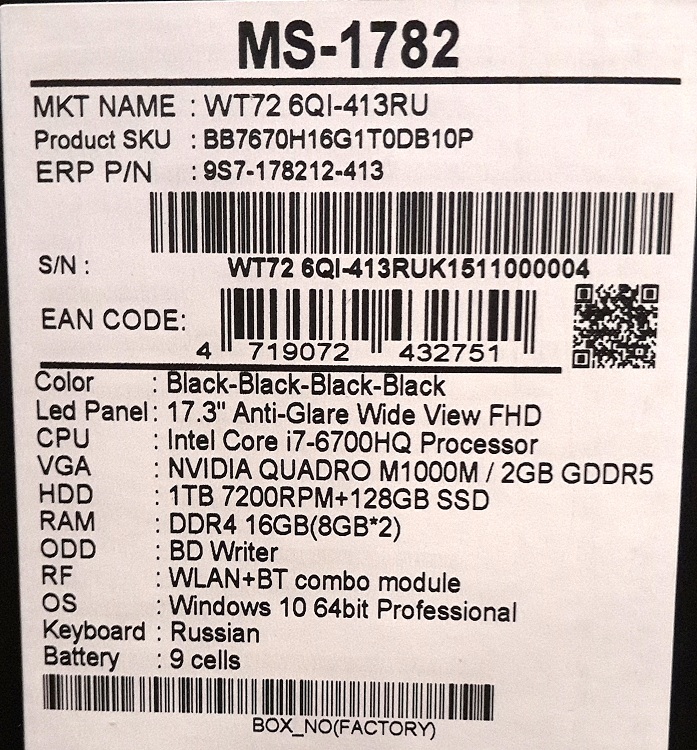 MS-1782
MKT NAME : WT72 6QI-413RU
Product SKU : BB7670H16G1T0DB10P
ERP P/N : 9S7-178212-413
S/N : WT72 6QI-413RUK1511000004
EAN CODE: 4 719072 432751
Color : Black-Black-Black-Black
Led Panel : 17.3" Anti-Glare Wide View FHD
CPU : Intel Core i7-6700HQ Processor
VGA : NVIDIA QUADRO M1000M / 2GB GDDR5
HDD : 1TB 7200RPM+128GB SSD
RAM : DDR4 16GB(8GB*2)
ODD : BD Writer
RF : WLAN+BT combo module
OS : Windows 10 64bit Professional
Keyboard : Russian
Battery : 9 cells
BOX_NO(FACTORY)